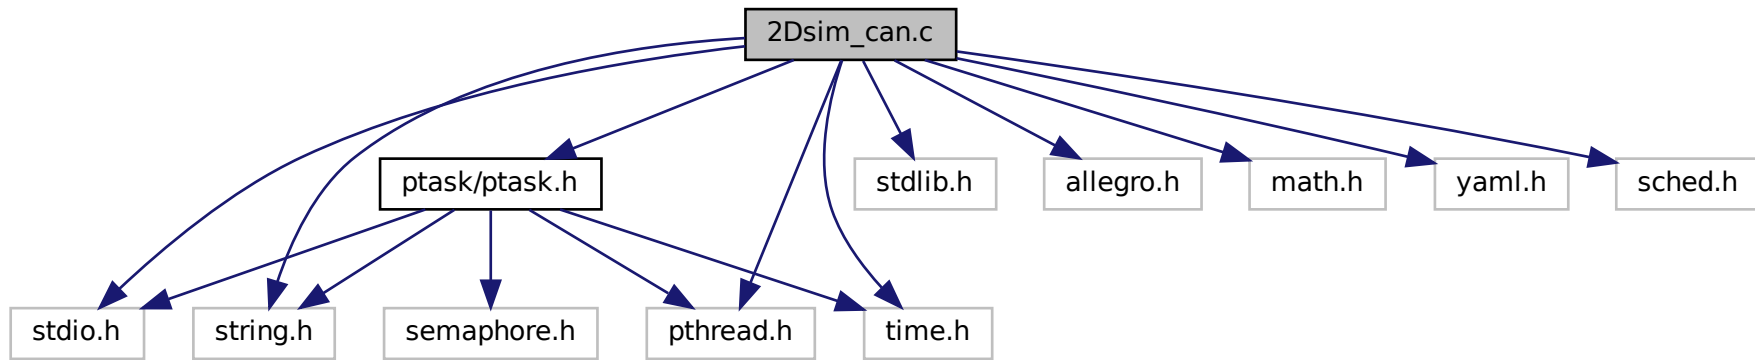 2Dsim_can.c
ptask/ptask.h
stdlib.h
allegro.h
math.h
yaml.h
sched.h
stdio.h
string.h
semaphore.h
pthread.h
time.h